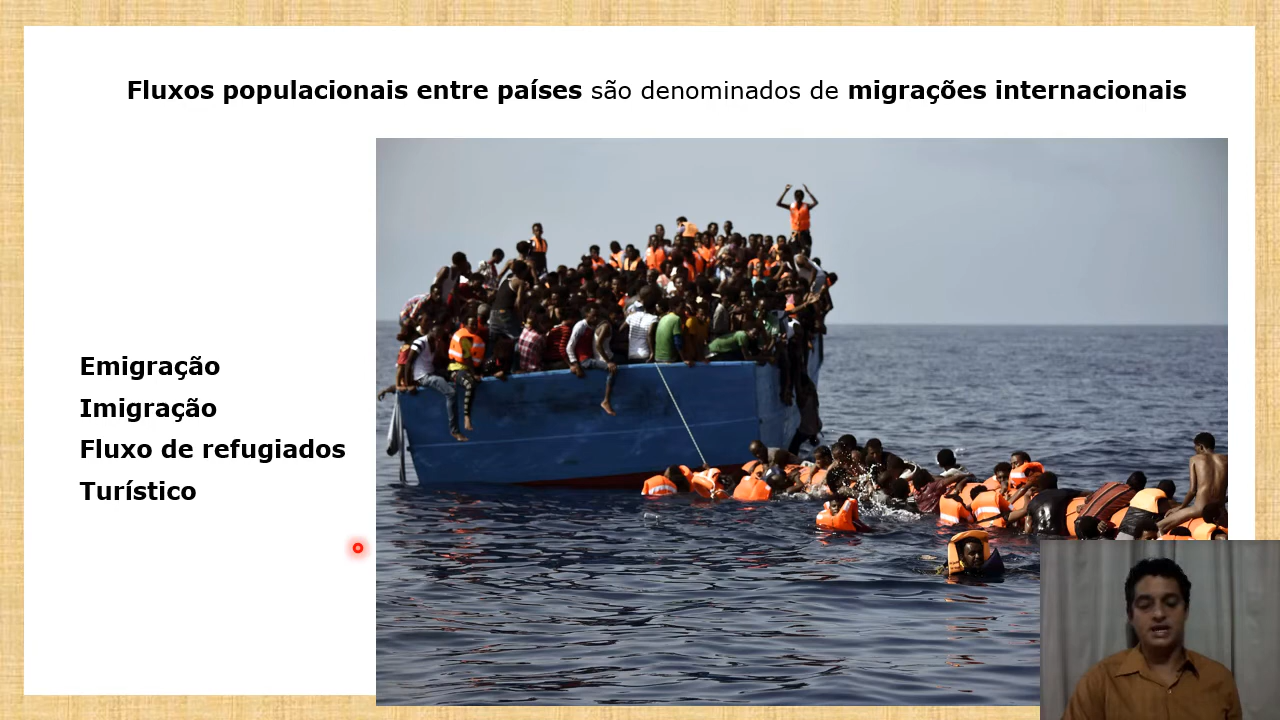 Fluxos populacionais entre países são denominados de migrações internacionais
Emigração
Imigração
Fluxo de refugiados
Turístico